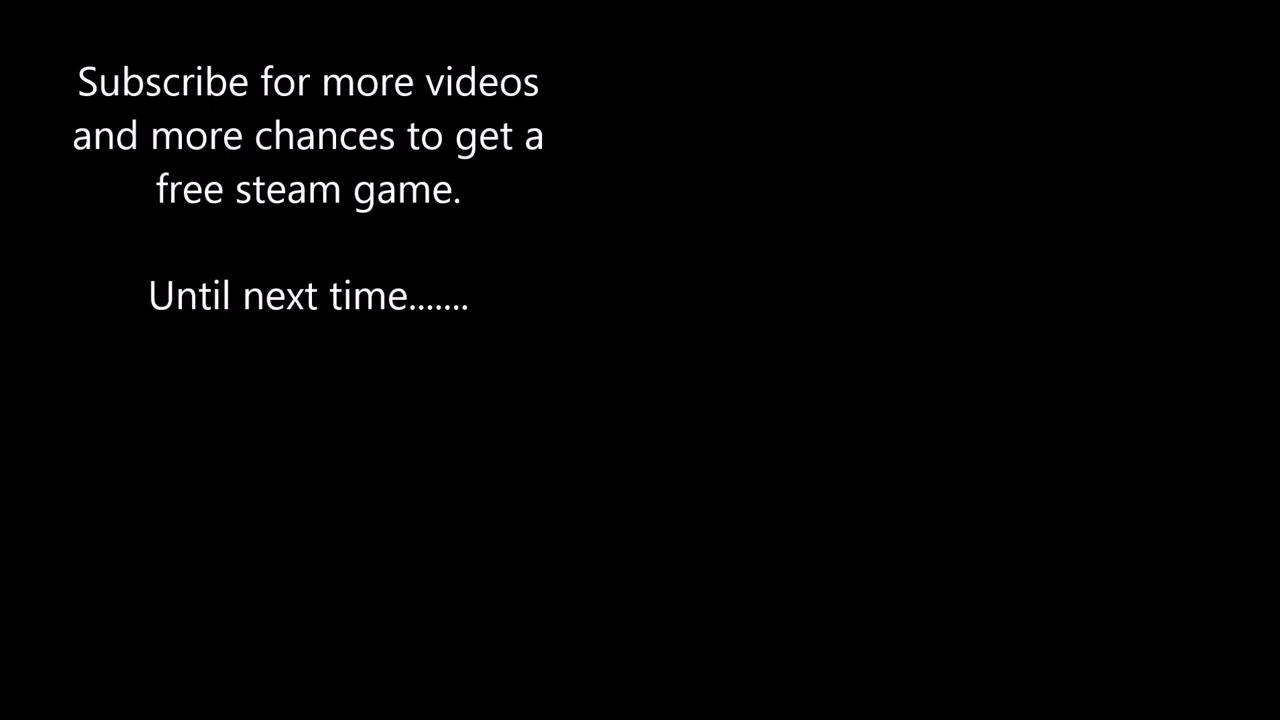 Subscribe for more videos
and more chances to get a
free steam game.
Until next time.......